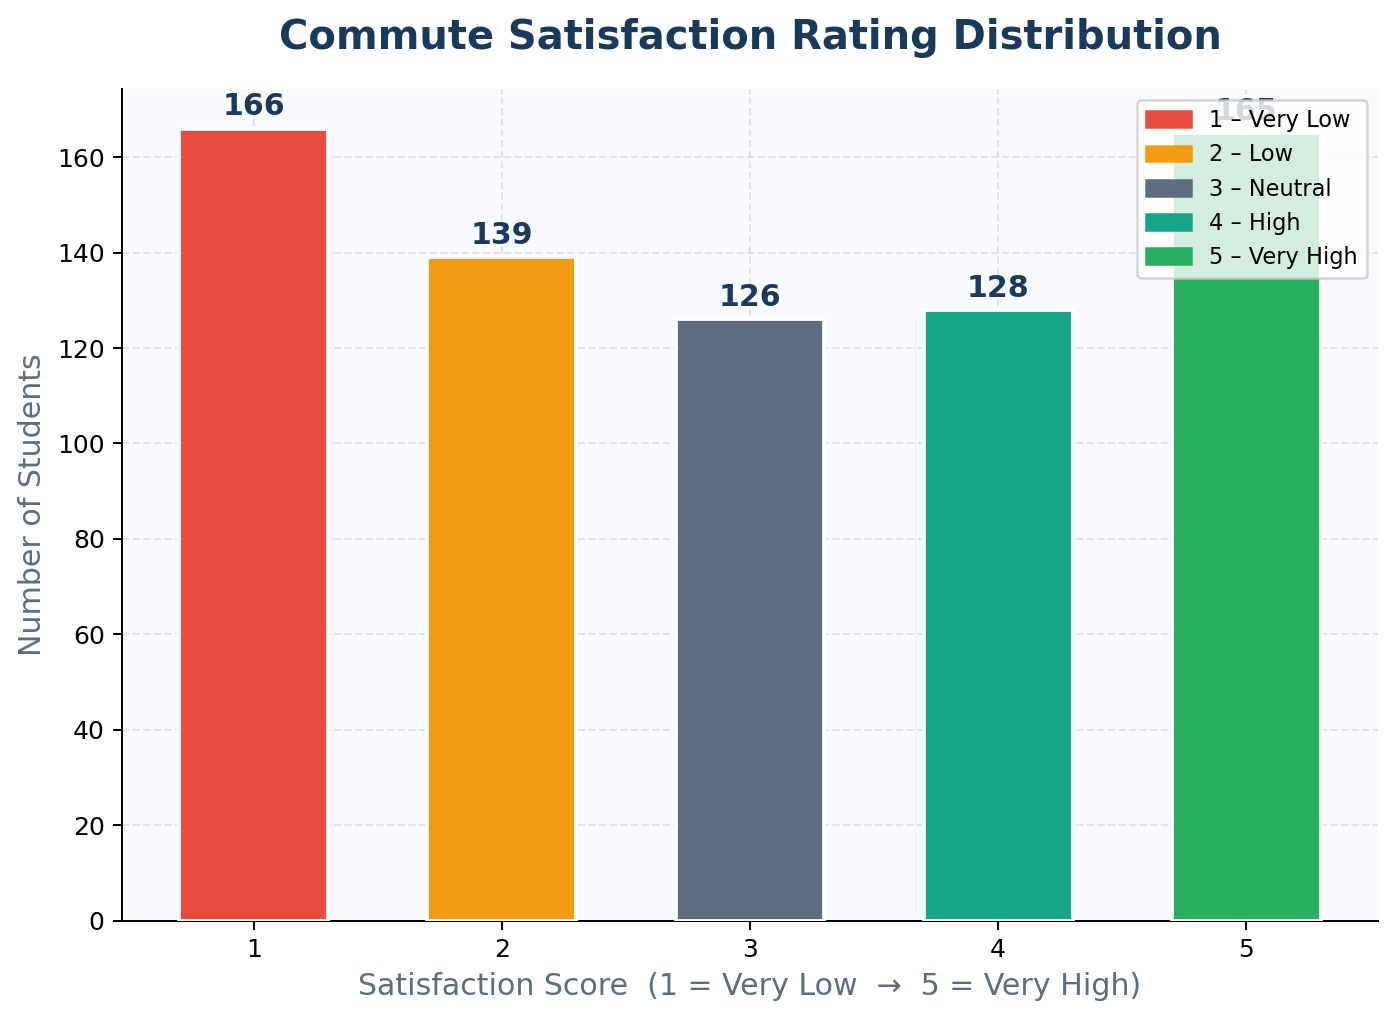 Commute Satisfaction Rating Distribution
166
139
126
128
165
1 – Very Low
2 – Low
3 – Neutral
4 – High
5 – Very High
Number of Students
160
140
120
100
80
60
40
20
0
1 2 3 4 5
Satisfaction Score (1 = Very Low → 5 = Very High)